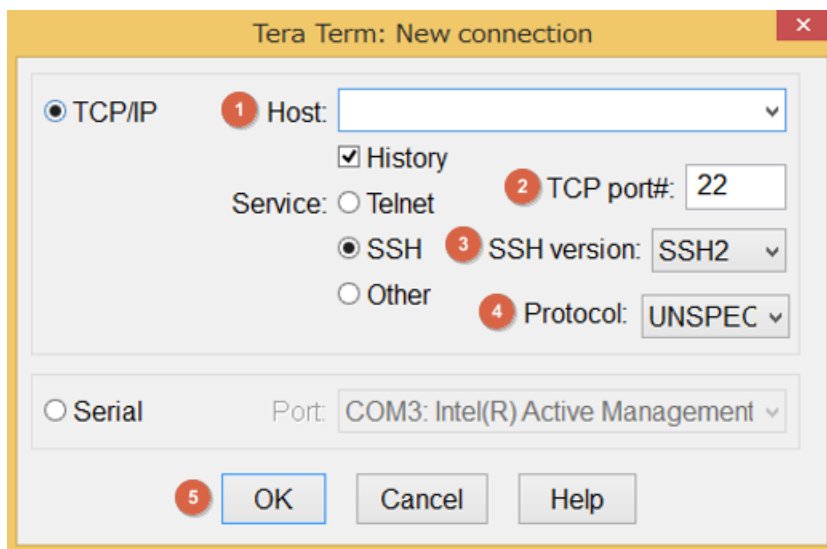 Tera Term: New connection
TCP/IP
1 Host:
History
2 TCP port#: 22
Service: Telnet
SSH
3 SSH version: SSH2
Other
4 Protocol: UNSPEC
Serial
Port: COM3: Intel(R) Active Management
5 OK
Cancel
Help